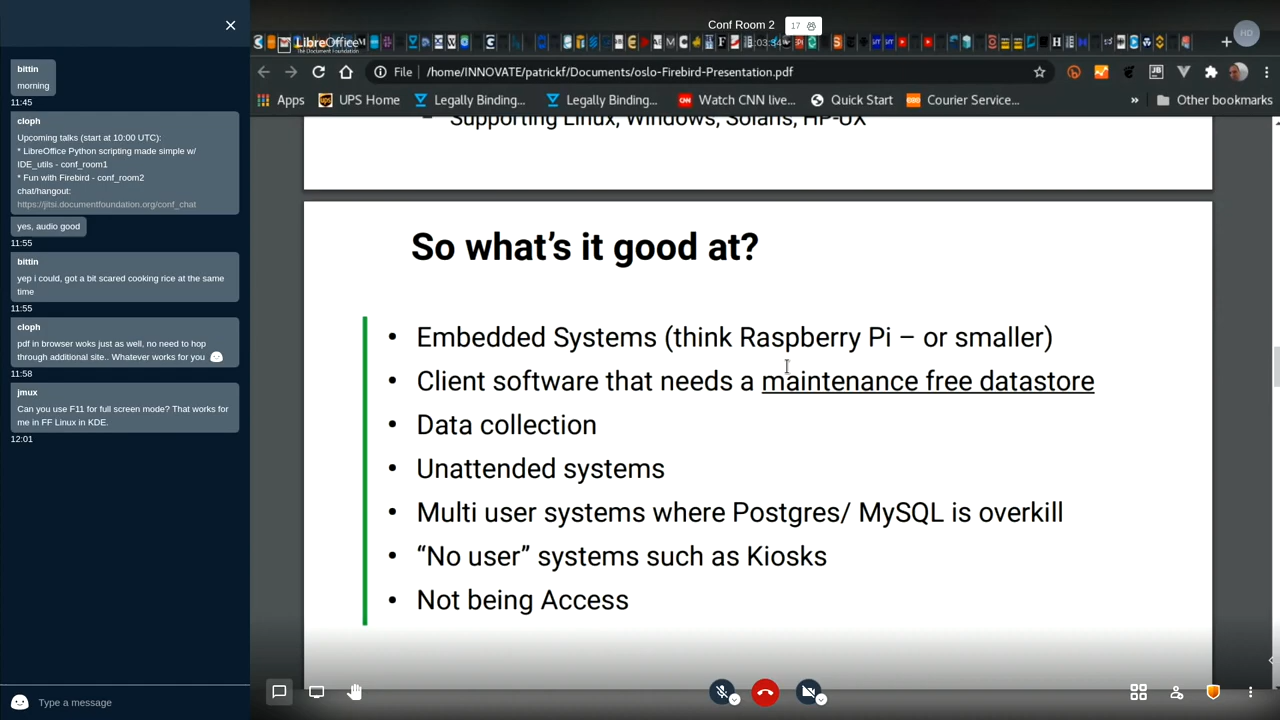 bittin
morning
11:45
cloph
Upcoming talks (start at 10:00 UTC):
* LibreOffice Python scripting made simple w/
IDE_utils - conf_room1
* Fun with Firebird - conf_room2
chat/hangout:
https://jitsi.documentfoundation.org/conf_chat
yes, audio good
11:55
bittin
yep i could, got a bit scared cooking rice at the same
time
11:55
cloph
pdf in browser woks just as well, no need to hop
through additional site.. Whatever works for you
11:58
jmux
Can you use F11 for full screen mode? That works for
me in FF Linux in KDE.
12:01
Type a message
Conf Room 2
17
HD
LibreOffice
The Document Foundation
File /home/INNOVATE/patrickf/Documents/oslo-Firebird-Presentation.pdf
Apps UPS Home Legally Binding... Legally Binding... Watch CNN live... Quick Start Courier Service... » Other bookmarks
– Supporting Linux, Windows, Solaris, HP-UX
So what’s it good at?
• Embedded Systems (think Raspberry Pi – or smaller)
• Client software that needs a maintenance free datastore
• Data collection
• Unattended systems
• Multi user systems where Postgres/ MySQL is overkill
• “No user” systems such as Kiosks
• Not being Access